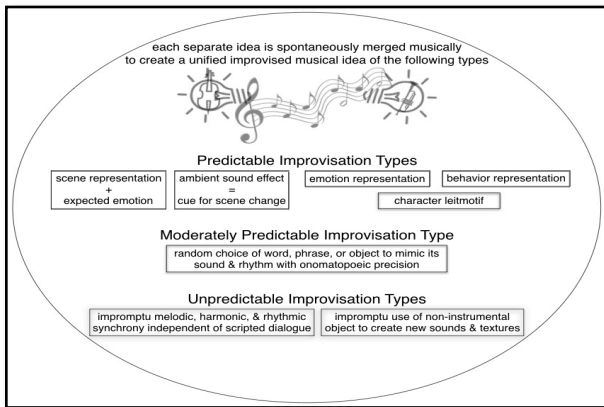 each separate idea is spontaneously merged musically
to create a unified improvised musical idea of the following types
Predictable Improvisation Types
scene representation
+
expected emotion
ambient sound effect
=
cue for scene change
emotion representation
behavior representation
character leitmotif
Moderately Predictable Improvisation Type
random choice of word, phrase, or object to mimic its
sound & rhythm with onomatopoeic precision
Unpredictable Improvisation Types
impromptu melodic, harmonic, & rhythmic
synchrony independent of scripted dialogue
impromptu use of non-instrumental
object to create new sounds & textures